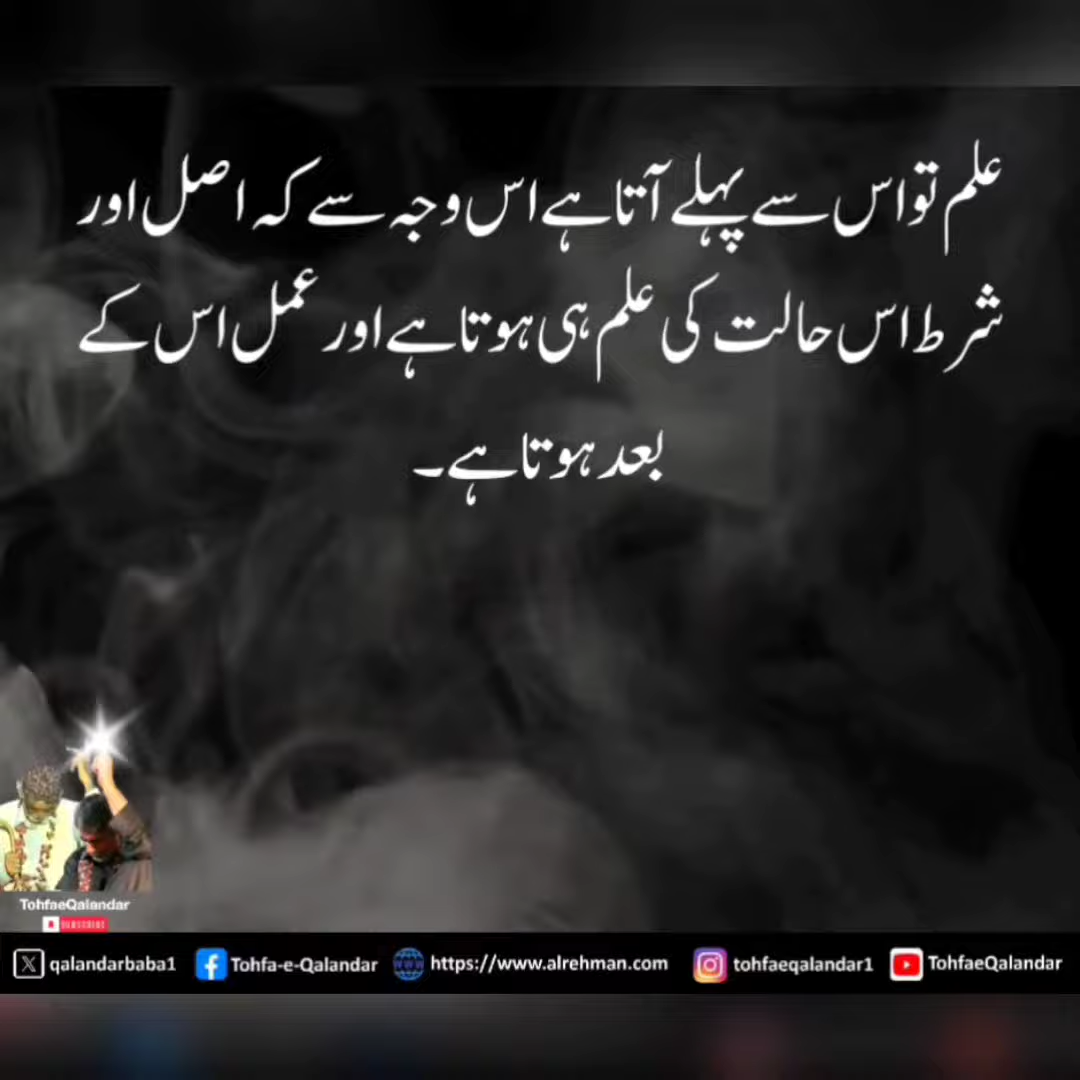 علم تو اس سے پہلے آتا ہے اس وجہ سے کہ اصل اور
شرط اس حالت کی علم ہی ہوتا ہے اور عمل اس کے
بعد ہوتا ہے۔
TohfaeQalandar
SUBSCRIBE
qalandarbaba1 Tohfa-e-Qalandar https://www.alrehman.com tohfaeqalandar1 TohfaeQalandar